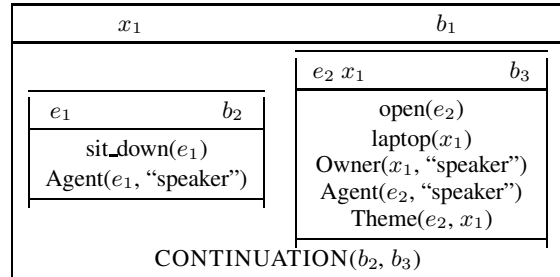 x₁ b₁
e₁ b₂
sit_down(e₁)
Agent(e₁, “speaker”)
e₂ x₁ b₃
open(e₂)
laptop(x₁)
Owner(x₁, “speaker”)
Agent(e₂, “speaker”)
Theme(e₂, x₁)
CONTINUATION(b₂, b₃)